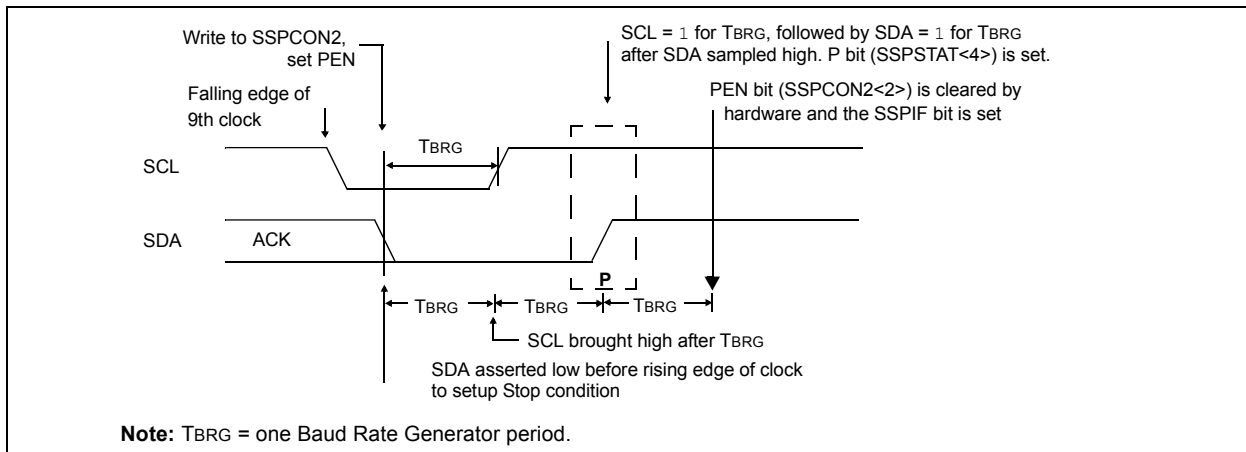 Write to SSPCON2,
set PEN
SCL = 1 for TBRG, followed by SDA = 1 for TBRG
after SDA sampled high. P bit (SSPSTAT<4>) is set.
Falling edge of
9th clock
PEN bit (SSPCON2<2>) is cleared by
hardware and the SSPIF bit is set
TBRG
SCL
SDA
ACK
P
TBRG
TBRG
TBRG
SCL brought high after TBRG
SDA asserted low before rising edge of clock
to setup Stop condition
Note: TBRG = one Baud Rate Generator period.